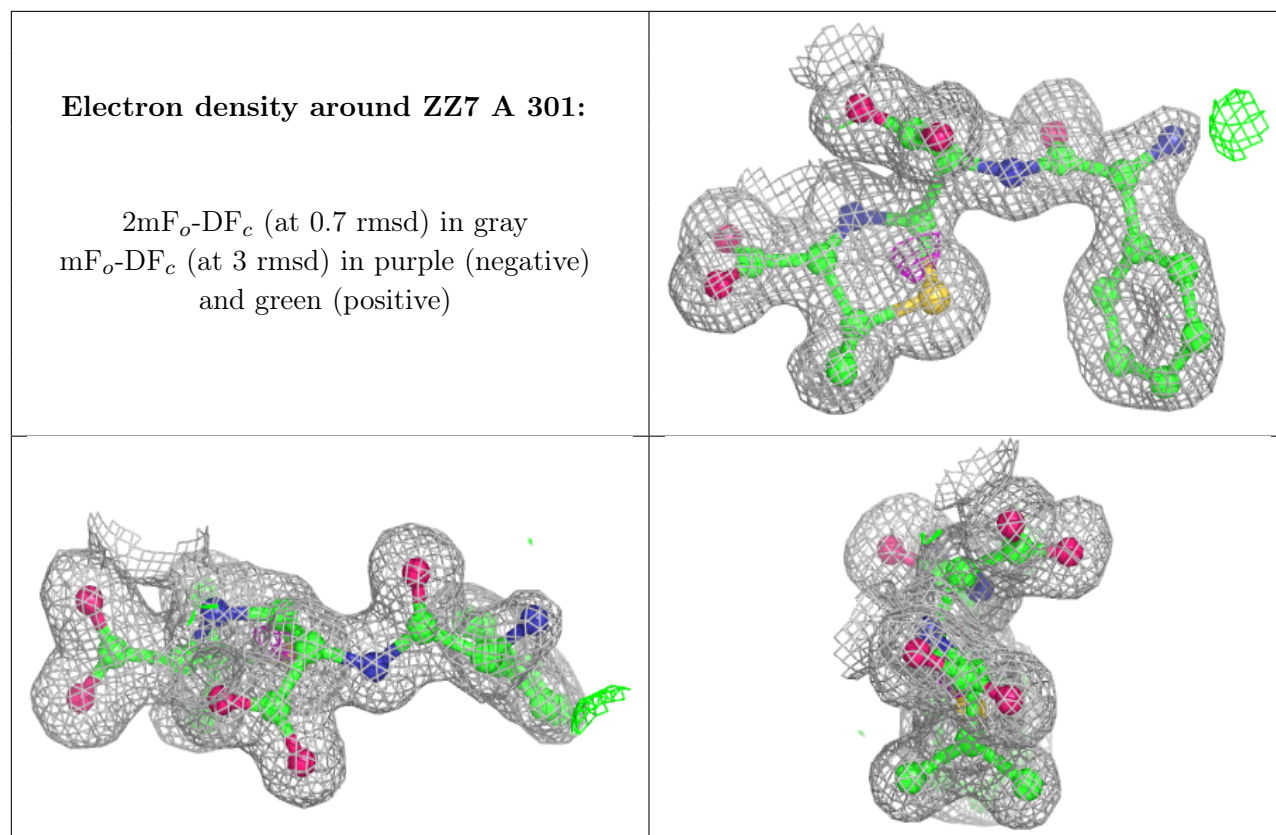 Electron density around ZZ7 A 301:
2mFₒ-DF𝑐 (at 0.7 rmsd) in gray
mFₒ-DF𝑐 (at 3 rmsd) in purple (negative)
and green (positive)